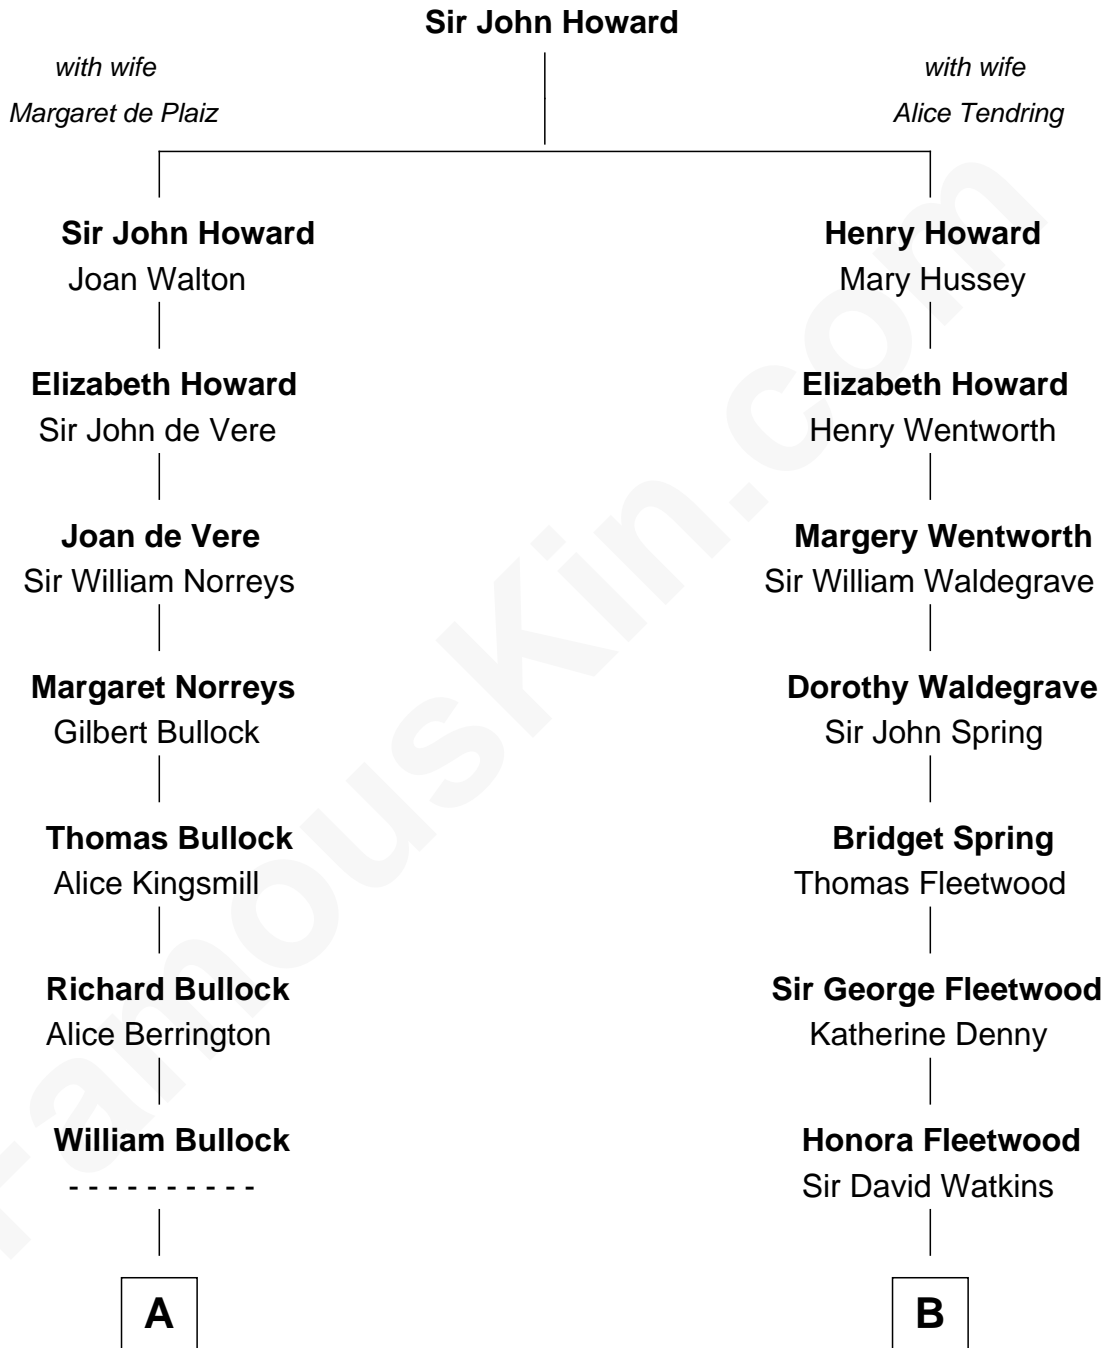 Sir John Howard
with wife
Margaret de Plaiz
with wife
Alice Tendring
Sir John Howard
Joan Walton
Henry Howard
Mary Hussey
Elizabeth Howard
Sir John de Vere
Elizabeth Howard
Henry Wentworth
Joan de Vere
Sir William Norreys
Margery Wentworth
Sir William Waldegrave
Margaret Norreys
Gilbert Bullock
Dorothy Waldegrave
Sir John Spring
Thomas Bullock
Alice Kingsmill
Bridget Spring
Thomas Fleetwood
Richard Bullock
Alice Berrington
Sir George Fleetwood
Katherine Denny
William Bullock
- - - - - - - - - -
Honora Fleetwood
Sir David Watkins
A
B
FamousKin.com